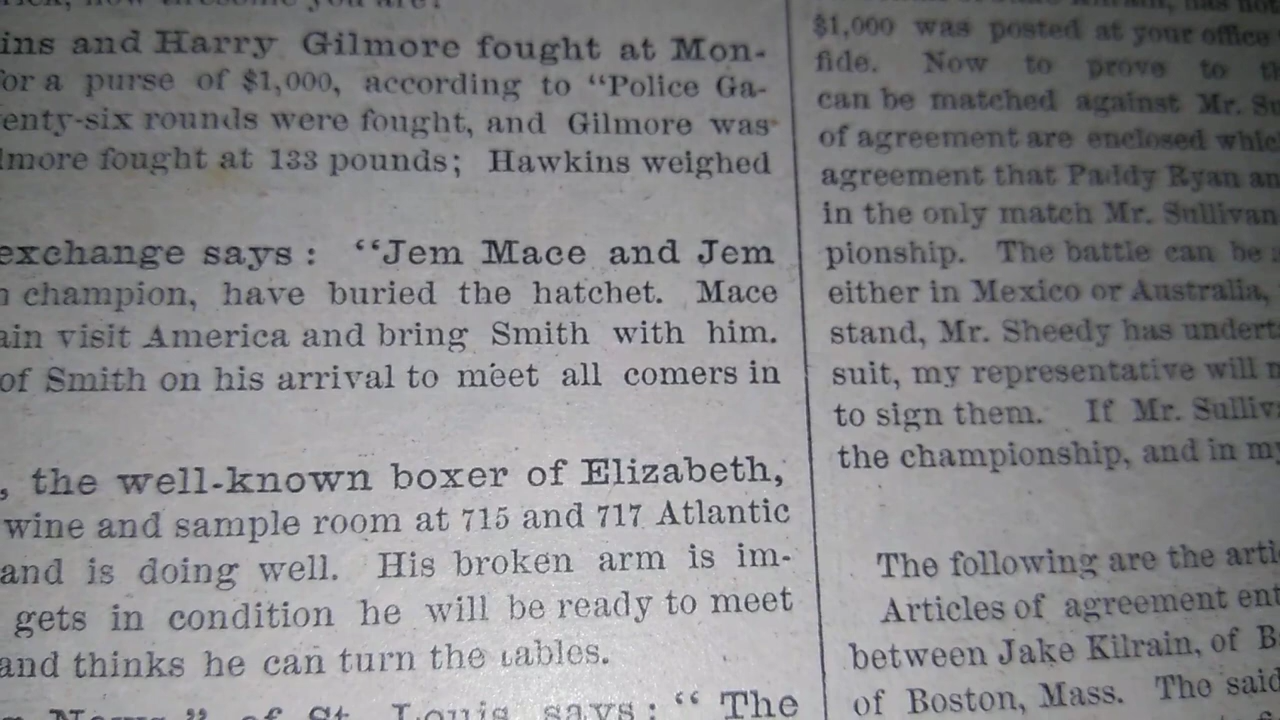 ins and Harry Gilmore fought at Mon-
for a purse of $1,000, according to “Police Ga-
enty-six rounds were fought, and Gilmore was
lmore fought at 133 pounds; Hawkins weighed
exchange says: “Jem Mace and Jem
champion, have buried the hatchet. Mace
ain visit America and bring Smith with him.
of Smith on his arrival to meet all comers in
, the well-known boxer of Elizabeth,
wine and sample room at 715 and 717 Atlantic
and is doing well. His broken arm is im-
gets in condition he will be ready to meet
and thinks he can turn the tables.
of St. Louis says: “ The
$1,000 was posted at your office
fide. Now to prove to
can be matched against Mr.
of agreement are enclosed
agreement that Paddy Ryan
in the only match Mr. Sullivan
pionship. The battle can be
either in Mexico or Australia,
stand, Mr. Sheedy has undert
suit, my representative will
to sign them. If Mr. Sulliv
the championship, and in my
The following are the arti
Articles of agreement ent
between Jake Kilrain, of B
of Boston, Mass. The said